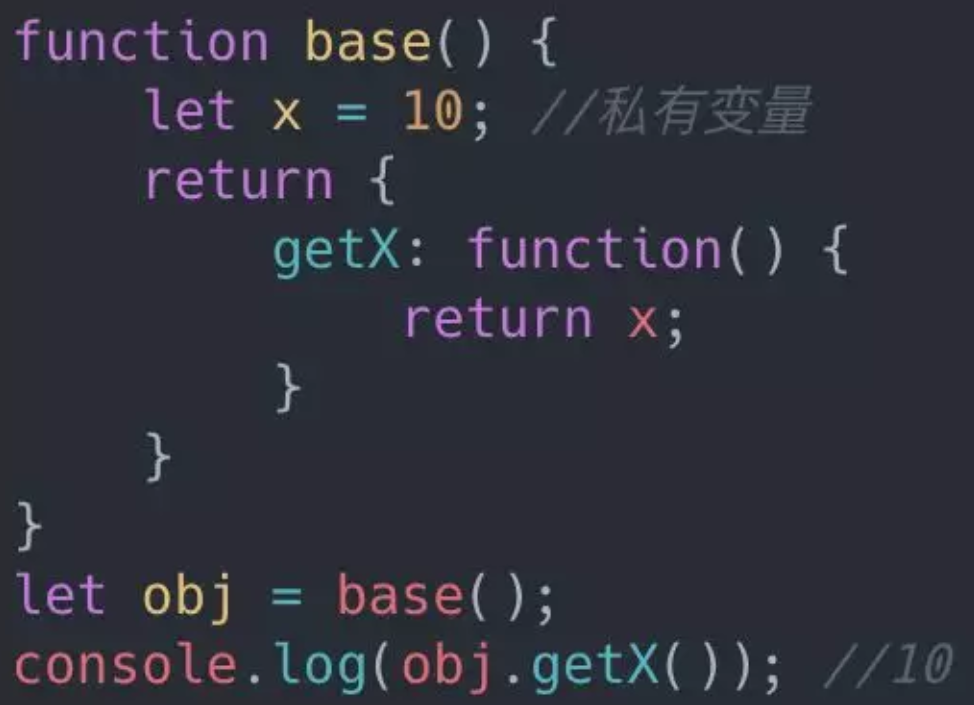 function base() {
    let x = 10; //私有变量
    return {
        getX: function() {
            return x;
        }
    }
}
let obj = base();
console.log(obj.getX()); //10